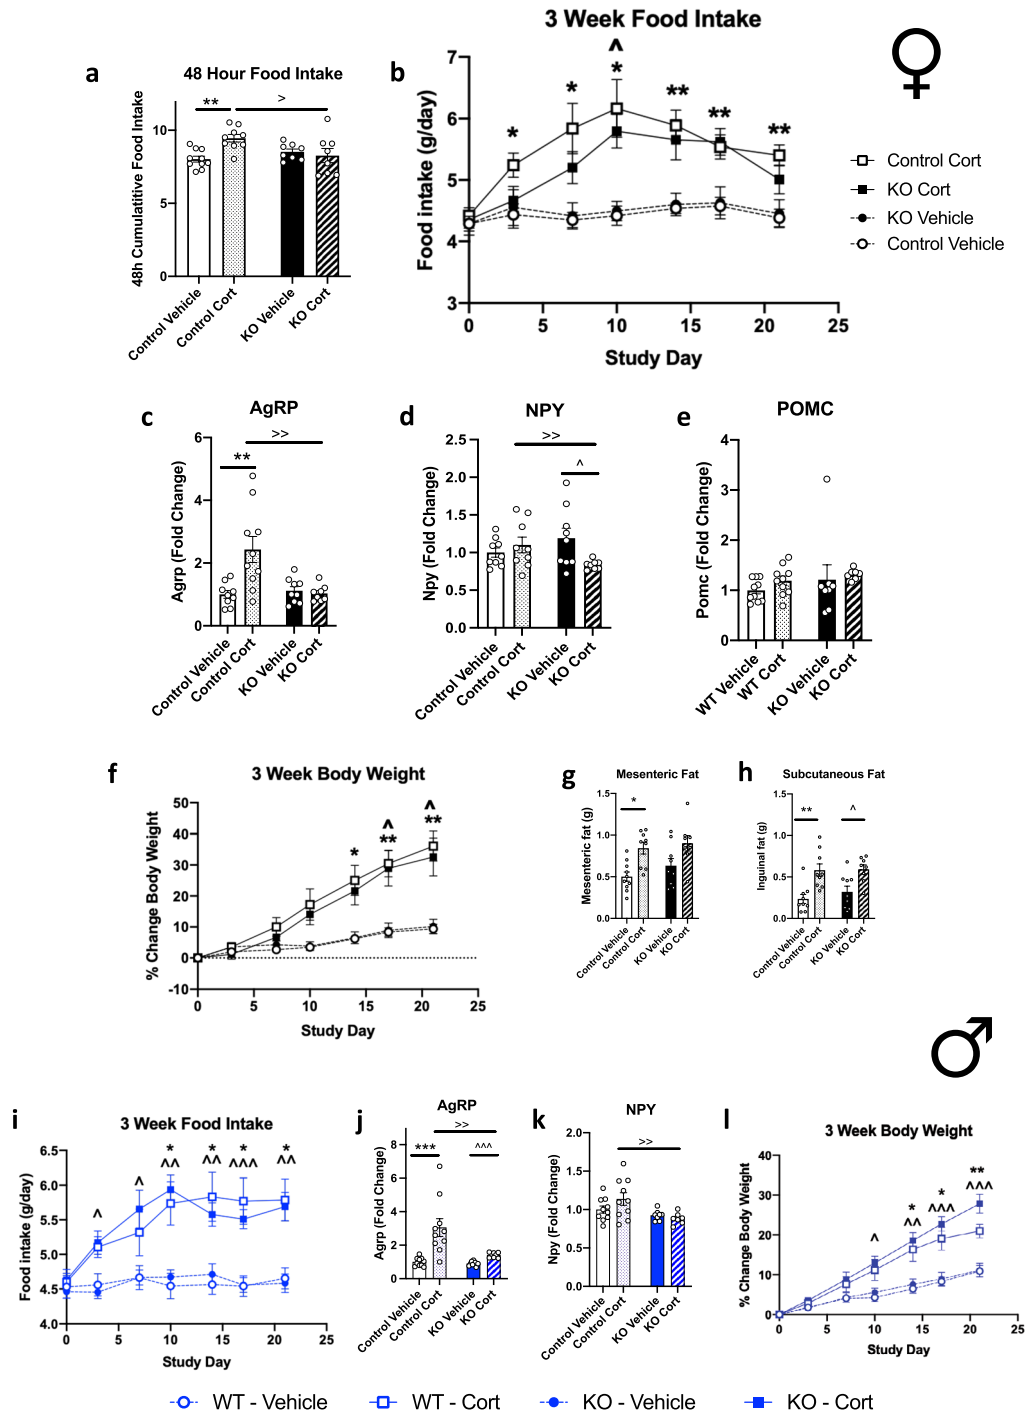 a
48 Hour Food Intake
48h Cumulatitive Food Intake
10
5
0
**
>
Control Vehicle
Control Cort
KO Vehicle
KO Cort
b
3 Week Food Intake
Food intake (g/day)
7
6
5
4
3
*
*
^
*
**
**
**
0
5
10
15
20
25
Study Day
Control Cort
KO Cort
KO Vehicle
Control Vehicle
c
AgRP
Agrp (Fold Change)
6
4
2
0
**
>>
Control Vehicle
Control Cort
KO Vehicle
KO Cort
d
NPY
Npy (Fold Change)
2.5
2.0
1.5
1.0
0.5
0.0
>>
^
Control Vehicle
Control Cort
KO Vehicle
KO Cort
e
POMC
Pomc (Fold Change)
4
3
2
1
0
WT Vehicle
WT Cort
KO Vehicle
KO Cort
f
3 Week Body Weight
% Change Body Weight
50
40
30
20
10
0
-10
*
^
**
^
**
0
5
10
15
20
25
Study Day
g
Mesenteric Fat
Mesenteric fat (g)
1.5
1.0
0.5
0.0
*
Control Vehicle
Control Cort
KO Vehicle
KO Cort
h
Subcutaneous Fat
Inguinal fat (g)
1.5
1.0
0.5
0.0
**
^
Control Vehicle
Control Cort
KO Vehicle
KO Cort
i
3 Week Food Intake
Food intake (g/day)
6.5
6.0
5.5
5.0
4.5
4.0
^
^
*
^^
*
^^
*
^^^
*
^^
0
5
10
15
20
25
Study Day
j
AgRP
Agrp (Fold Change)
8
6
4
2
0
***
>>
^^^
Control Vehicle
Control Cort
KO Vehicle
KO Cort
k
NPY
Npy (Fold Change)
2.0
1.5
1.0
0.5
0.0
>>
Control Vehicle
Control Cort
KO Vehicle
KO Cort
l
3 Week Body Weight
% Change Body Weight
40
30
20
10
0
^
*
^^
*
^^^
**
^^^
0
5
10
15
20
25
Study Day
WT - Vehicle
WT - Cort
KO - Vehicle
KO - Cort